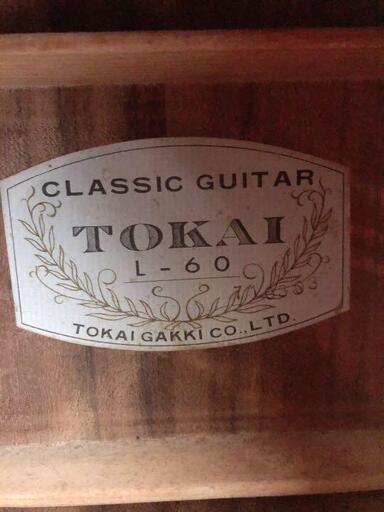 CLASSIC GUITAR
TOKAI
L-60
TOKAI GAKKI CO.,LTD.